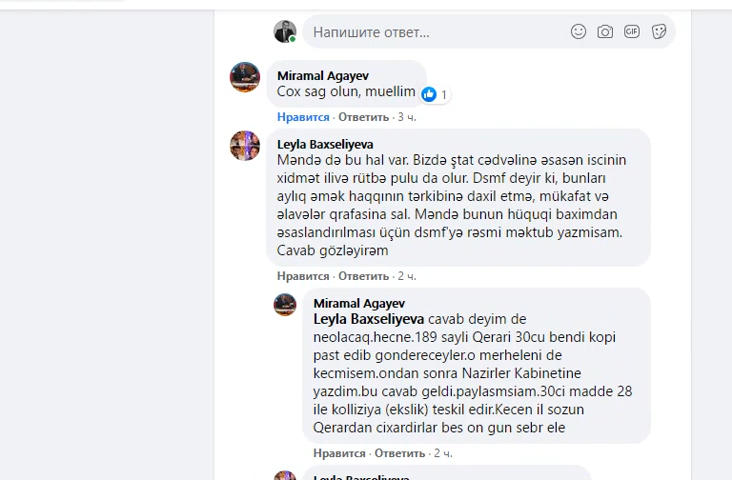 Напишите ответ...
GIF
Miramal Agayev
Cox sag olun, muellim
1
Нравится · Ответить · 3 ч.
Leyla Baxseliyeva
Məndə də bu hal var. Bizdə ştat cədvəlinə əsasən iscinin
xidmət ilivə rütbə pulu da olur. Dsmf deyir ki, bunları
aylıq əmək haqqının tərkibinə daxil etmə, mükafat və
əlavələr qrafasina sal. Məndə bunun hüquqi baximdan
əsaslandırılması üçün dsmf'yə rəsmi məktub yazmisam.
Cavab gözləyirəm
Нравится · Ответить · 2 ч.
Miramal Agayev
Leyla Baxseliyeva cavab deyim de
neolacaq.hecne.189 sayli Qerari 30cu bendi kopi
past edib gondereceyler.o merheleni de
kecmisem.ondan sonra Nazirler Kabinetine
yazdim.bu cavab geldi.paylasmsiam.30ci madde 28
ile kolliziya (ekslik) teskil edir.Kecen il sozun
Qerardan cixardirlar bes on gun sebr ele
Нравится · Ответить · 2 ч.
Leyla Baxseliyeva